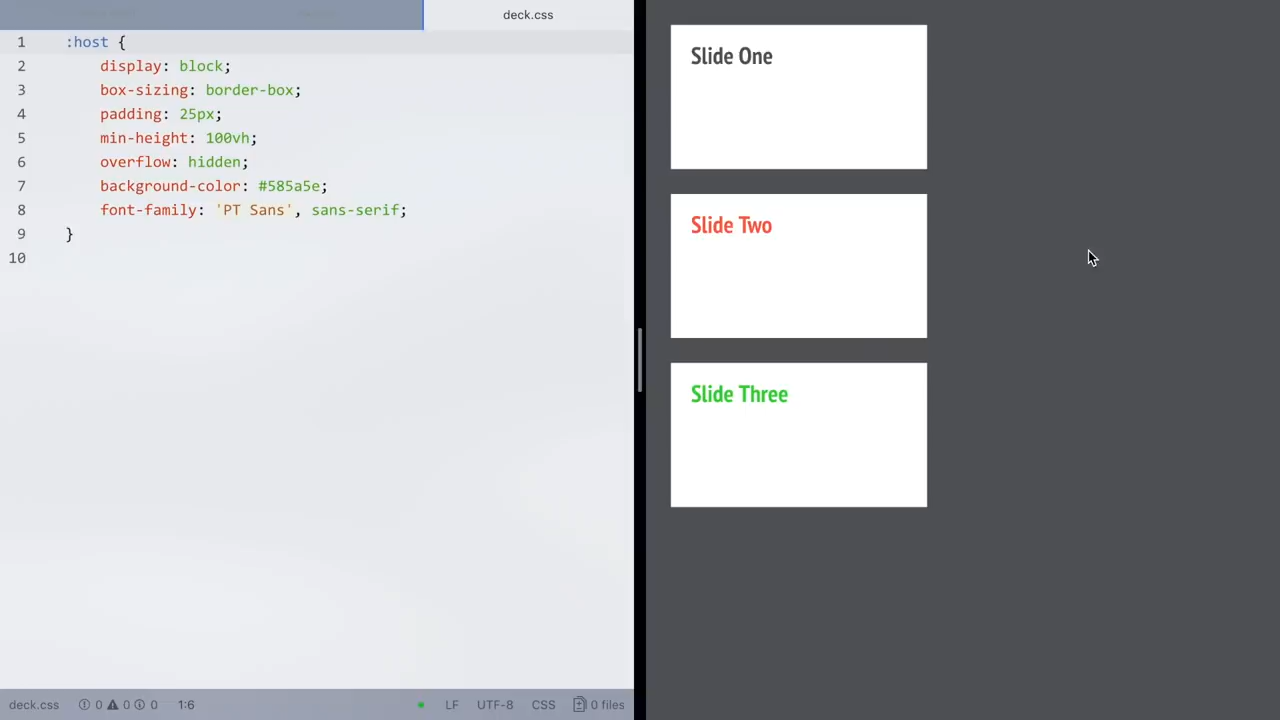 deck.css
1 :host {
2 display: block;
3 box-sizing: border-box;
4 padding: 25px;
5 min-height: 100vh;
6 overflow: hidden;
7 background-color: #585a5e;
8 font-family: 'PT Sans', sans-serif;
9 }
10
deck.css 0 0 0 1:6 LF UTF-8 CSS 0 files
Slide One
Slide Two
Slide Three